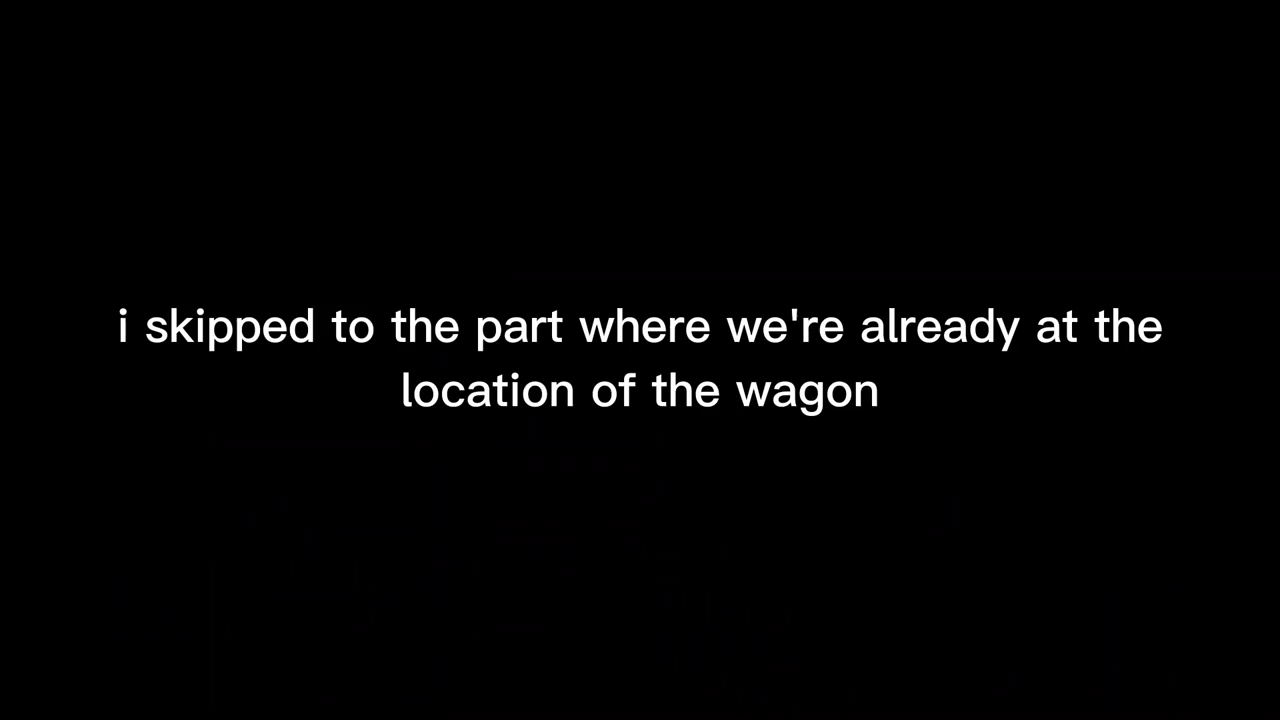 i skipped to the part where we're already at the
location of the wagon